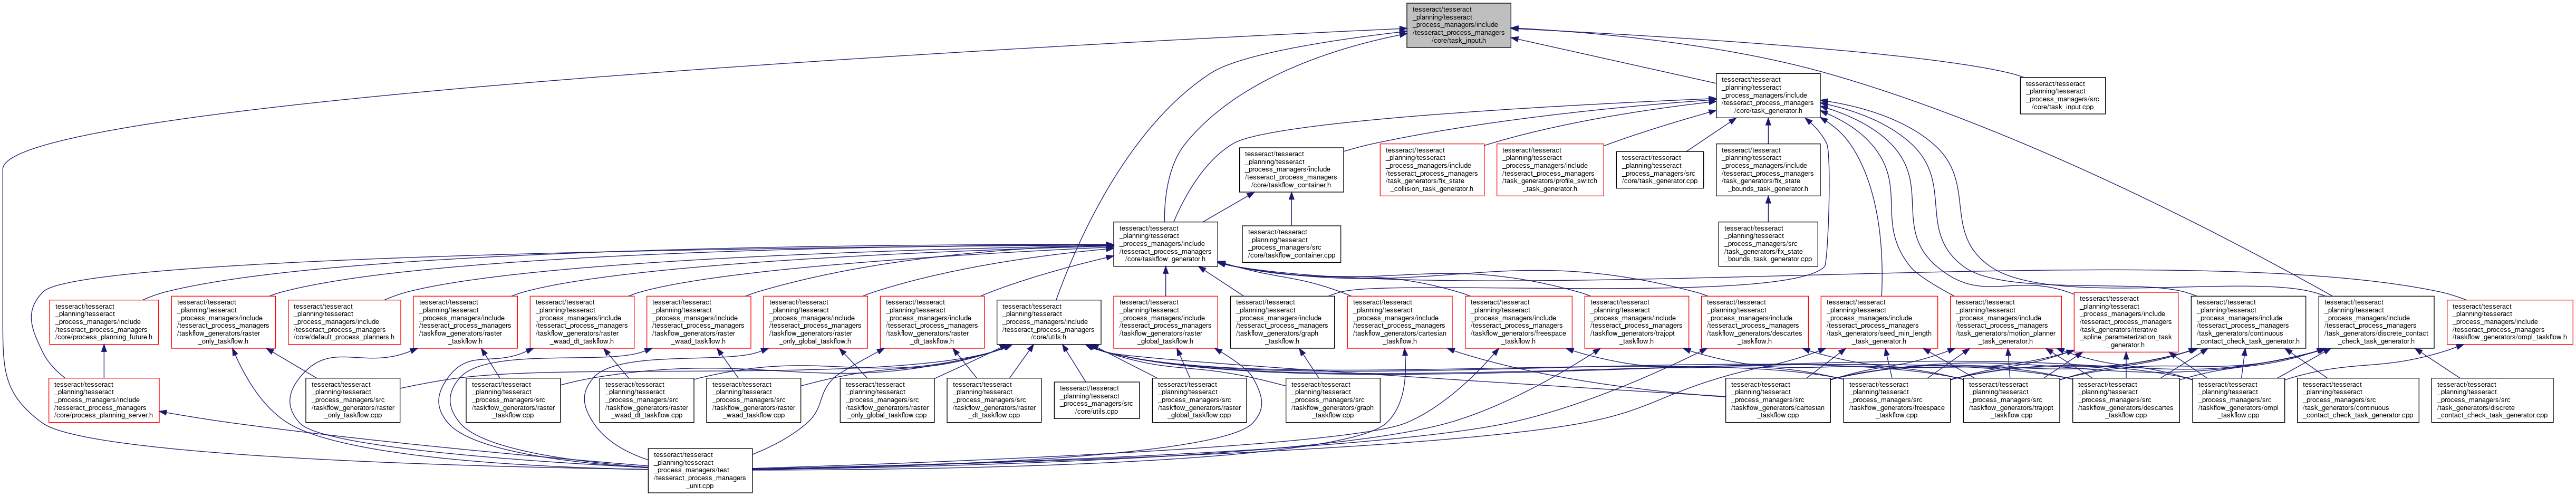 tesseract/tesseract
_planning/tesseract
_process_managers/include
/tesseract_process_managers
/core/task_input.h
tesseract/tesseract
_planning/tesseract
_process_managers/include
/tesseract_process_managers
/core/task_generator.h
tesseract/tesseract
_planning/tesseract
_process_managers/src
/core/task_input.cpp
tesseract/tesseract
_planning/tesseract
_process_managers/include
/tesseract_process_managers
/core/taskflow_container.h
tesseract/tesseract
_planning/tesseract
_process_managers/include
/tesseract_process_managers
/task_generators/fix_state
_collision_task_generator.h
tesseract/tesseract
_planning/tesseract
_process_managers/include
/tesseract_process_managers
/task_generators/profile_switch
_task_generator.h
tesseract/tesseract
_planning/tesseract
_process_managers/src
/core/task_generator.cpp
tesseract/tesseract
_planning/tesseract
_process_managers/include
/tesseract_process_managers
/task_generators/fix_state
_bounds_task_generator.h
tesseract/tesseract
_planning/tesseract
_process_managers/include
/tesseract_process_managers
/core/taskflow_generator.h
tesseract/tesseract
_planning/tesseract
_process_managers/src
/core/taskflow_container.cpp
tesseract/tesseract
_planning/tesseract
_process_managers/src
/task_generators/fix_state
_bounds_task_generator.cpp
tesseract/tesseract
_planning/tesseract
_process_managers/include
/tesseract_process_managers
/core/process_planning_future.h
tesseract/tesseract
_planning/tesseract
_process_managers/include
/tesseract_process_managers
/taskflow_generators/raster
_only_taskflow.h
tesseract/tesseract
_planning/tesseract
_process_managers/include
/tesseract_process_managers
/core/default_process_planners.h
tesseract/tesseract
_planning/tesseract
_process_managers/include
/tesseract_process_managers
/taskflow_generators/raster
_taskflow.h
tesseract/tesseract
_planning/tesseract
_process_managers/include
/tesseract_process_managers
/taskflow_generators/raster
_waad_dt_taskflow.h
tesseract/tesseract
_planning/tesseract
_process_managers/include
/tesseract_process_managers
/taskflow_generators/raster
_waad_taskflow.h
tesseract/tesseract
_planning/tesseract
_process_managers/include
/tesseract_process_managers
/taskflow_generators/raster
_only_global_taskflow.h
tesseract/tesseract
_planning/tesseract
_process_managers/include
/tesseract_process_managers
/taskflow_generators/raster
_dt_taskflow.h
tesseract/tesseract
_planning/tesseract
_process_managers/include
/tesseract_process_managers
/core/utils.h
tesseract/tesseract
_planning/tesseract
_process_managers/include
/tesseract_process_managers
/taskflow_generators/raster
_global_taskflow.h
tesseract/tesseract
_planning/tesseract
_process_managers/include
/tesseract_process_managers
/taskflow_generators/graph
_taskflow.h
tesseract/tesseract
_planning/tesseract
_process_managers/include
/tesseract_process_managers
/taskflow_generators/cartesian
_taskflow.h
tesseract/tesseract
_planning/tesseract
_process_managers/include
/tesseract_process_managers
/taskflow_generators/freespace
_taskflow.h
tesseract/tesseract
_planning/tesseract
_process_managers/include
/tesseract_process_managers
/taskflow_generators/trajopt
_taskflow.h
tesseract/tesseract
_planning/tesseract
_process_managers/include
/tesseract_process_managers
/taskflow_generators/descartes
_taskflow.h
tesseract/tesseract
_planning/tesseract
_process_managers/include
/tesseract_process_managers
/task_generators/seed_min_length
_task_generator.h
tesseract/tesseract
_planning/tesseract
_process_managers/include
/tesseract_process_managers
/task_generators/motion_planner
_task_generator.h
tesseract/tesseract
_planning/tesseract
_process_managers/include
/tesseract_process_managers
/task_generators/iterative
_spline_parameterization_task
_generator.h
tesseract/tesseract
_planning/tesseract
_process_managers/include
/tesseract_process_managers
/task_generators/continuous
_contact_check_task_generator.h
tesseract/tesseract
_planning/tesseract
_process_managers/include
/tesseract_process_managers
/task_generators/discrete_contact
_check_task_generator.h
tesseract/tesseract
_planning/tesseract
_process_managers/include
/tesseract_process_managers
/taskflow_generators/ompl_taskflow.h
tesseract/tesseract
_planning/tesseract
_process_managers/include
/tesseract_process_managers
/core/process_planning_server.h
tesseract/tesseract
_planning/tesseract
_process_managers/src
/taskflow_generators/raster
_only_taskflow.cpp
tesseract/tesseract
_planning/tesseract
_process_managers/src
/taskflow_generators/raster
_taskflow.cpp
tesseract/tesseract
_planning/tesseract
_process_managers/src
/taskflow_generators/raster
_waad_dt_taskflow.cpp
tesseract/tesseract
_planning/tesseract
_process_managers/src
/taskflow_generators/raster
_waad_taskflow.cpp
tesseract/tesseract
_planning/tesseract
_process_managers/src
/taskflow_generators/raster
_only_global_taskflow.cpp
tesseract/tesseract
_planning/tesseract
_process_managers/src
/taskflow_generators/raster
_dt_taskflow.cpp
tesseract/tesseract
_planning/tesseract
_process_managers/src
/core/utils.cpp
tesseract/tesseract
_planning/tesseract
_process_managers/src
/taskflow_generators/raster
_global_taskflow.cpp
tesseract/tesseract
_planning/tesseract
_process_managers/src
/taskflow_generators/graph
_taskflow.cpp
tesseract/tesseract
_planning/tesseract
_process_managers/src
/taskflow_generators/cartesian
_taskflow.cpp
tesseract/tesseract
_planning/tesseract
_process_managers/src
/taskflow_generators/freespace
_taskflow.cpp
tesseract/tesseract
_planning/tesseract
_process_managers/src
/taskflow_generators/trajopt
_taskflow.cpp
tesseract/tesseract
_planning/tesseract
_process_managers/src
/taskflow_generators/descartes
_taskflow.cpp
tesseract/tesseract
_planning/tesseract
_process_managers/src
/taskflow_generators/ompl
_taskflow.cpp
tesseract/tesseract
_planning/tesseract
_process_managers/src
/task_generators/continuous
_contact_check_task_generator.cpp
tesseract/tesseract
_planning/tesseract
_process_managers/src
/task_generators/discrete
_contact_check_task_generator.cpp
tesseract/tesseract
_planning/tesseract
_process_managers/test
/tesseract_process_managers
_unit.cpp